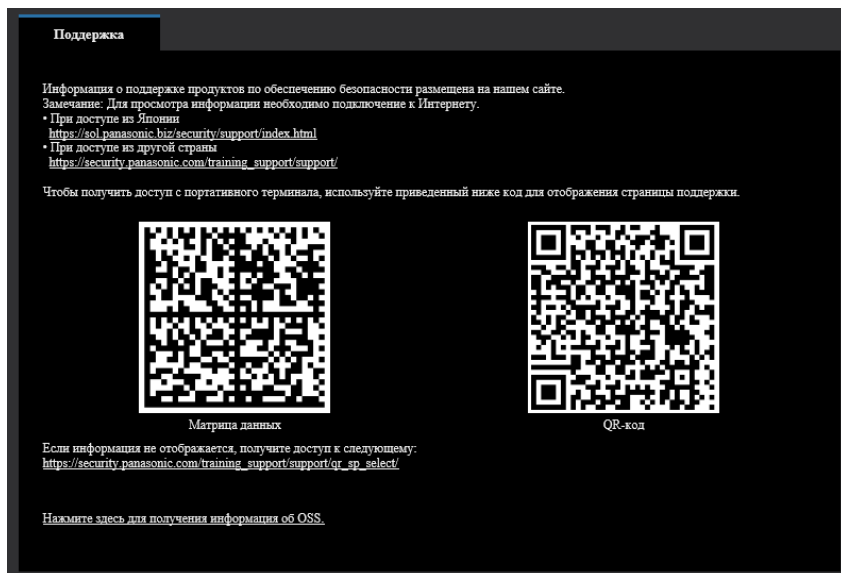 Поддержка
Информация о поддержке продуктов по обеспечению безопасности размещена на нашем сайте.
Замечание: Для просмотра информации необходимо подключение к Интернету.
• При доступе из Японии
https://sol.panasonic.biz/security/support/index.html
• При доступе из другой страны
https://security.panasonic.com/training_support/support/
Чтобы получить доступ с портативного терминала, используйте приведенный ниже код для отображения страницы поддержки.
Матрица данных
QR-код
Если информация не отображается, получите доступ к следующему:
https://security.panasonic.com/training_support/support/qr_sp_select/
Нажмите здесь для получения информация об OSS.